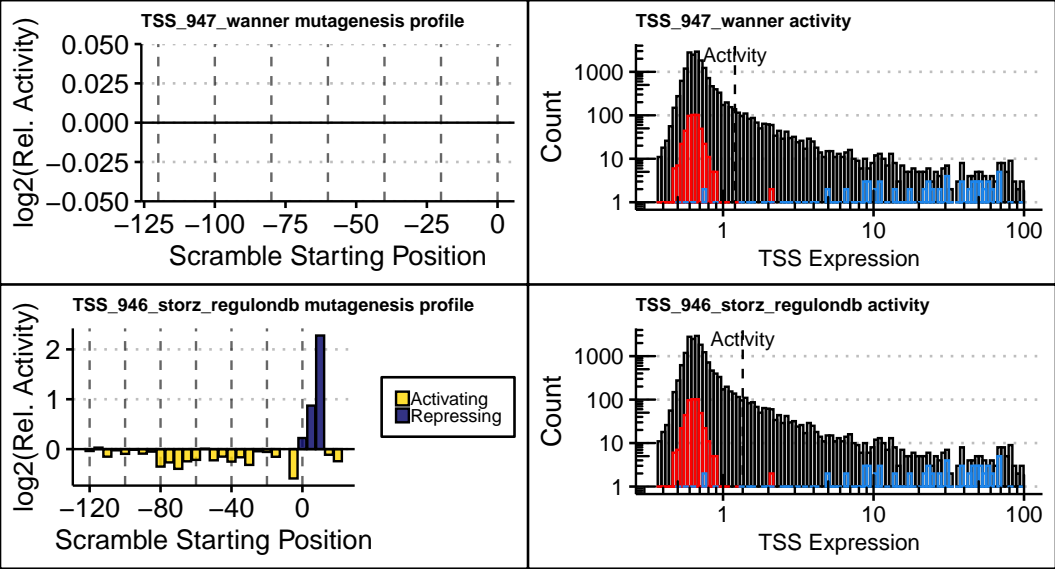 TSS_947_wanner mutagenesis profile
log2(Rel. Activity)
0.050
0.025
0.000
−0.025
−0.050
−125 −100 −75 −50 −25 0
Scramble Starting Position
TSS_947_wanner activity
Activity
Count
1000
100
10
1
1 10 100
TSS Expression
TSS_946_storz_regulondb mutagenesis profile
log2(Rel. Activity)
2
1
0
−120 −80 −40 0
Scramble Starting Position
Activating
Repressing
TSS_946_storz_regulondb activity
Activity
Count
1000
100
10
1
1 10 100
TSS Expression